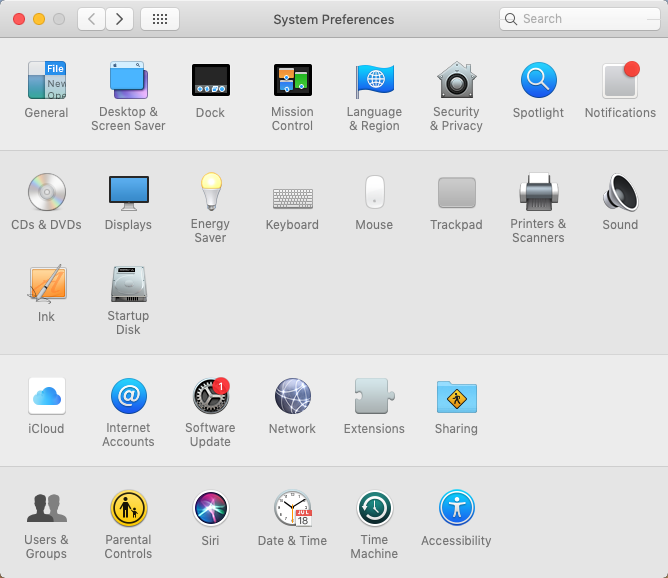 System Preferences
Search
File
New
Ope
General
Desktop &
Screen Saver
Dock
Mission
Control
Language
& Region
Security
& Privacy
Spotlight
Notifications
CDs & DVDs
Displays
Energy
Saver
Keyboard
Mouse
Trackpad
Printers &
Scanners
Sound
Ink
Startup
Disk
@
1
iCloud
Internet
Accounts
Software
Update
Network
Extensions
Sharing
JUL
18
Users &
Groups
Parental
Controls
Siri
Date & Time
Time
Machine
Accessibility